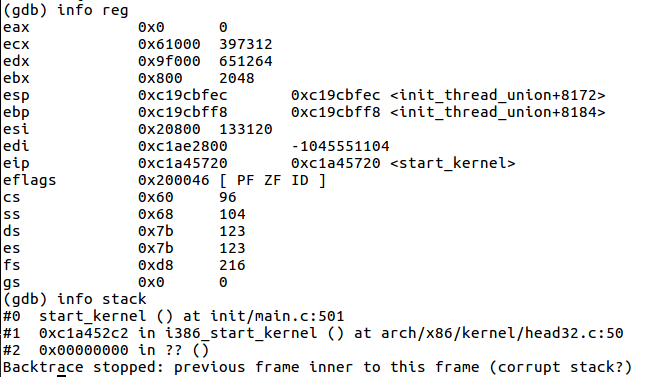 (gdb) info reg
eax            0x0      0
ecx            0x61000  397312
edx            0x9f000  651264
ebx            0x800    2048
esp            0xc19cbfec       0xc19cbfec <init_thread_union+8172>
ebp            0xc19cbff8       0xc19cbff8 <init_thread_union+8184>
esi            0x20800  133120
edi            0xc1ae2800       -1045551104
eip            0xc1a45720       0xc1a45720 <start_kernel>
eflags         0x200046 [ PF ZF ID ]
cs             0x60     96
ss             0x68     104
ds             0x7b     123
es             0x7b     123
fs             0xd8     216
gs             0x0      0
(gdb) info stack
#0  start_kernel () at init/main.c:501
#1  0xc1a452c2 in i386_start_kernel () at arch/x86/kernel/head32.c:50
#2  0x00000000 in ?? ()
Backtrace stopped: previous frame inner to this frame (corrupt stack?)